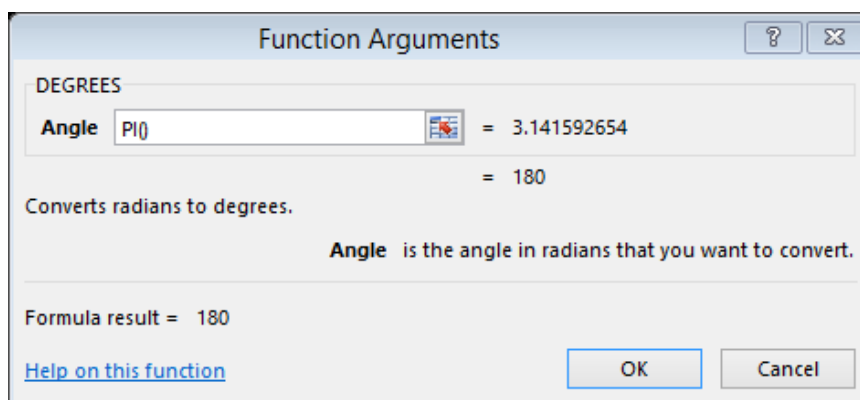 Function Arguments
DEGREES
Angle PI() = 3.141592654
= 180
Converts radians to degrees.
Angle is the angle in radians that you want to convert.
Formula result = 180
Help on this function OK Cancel